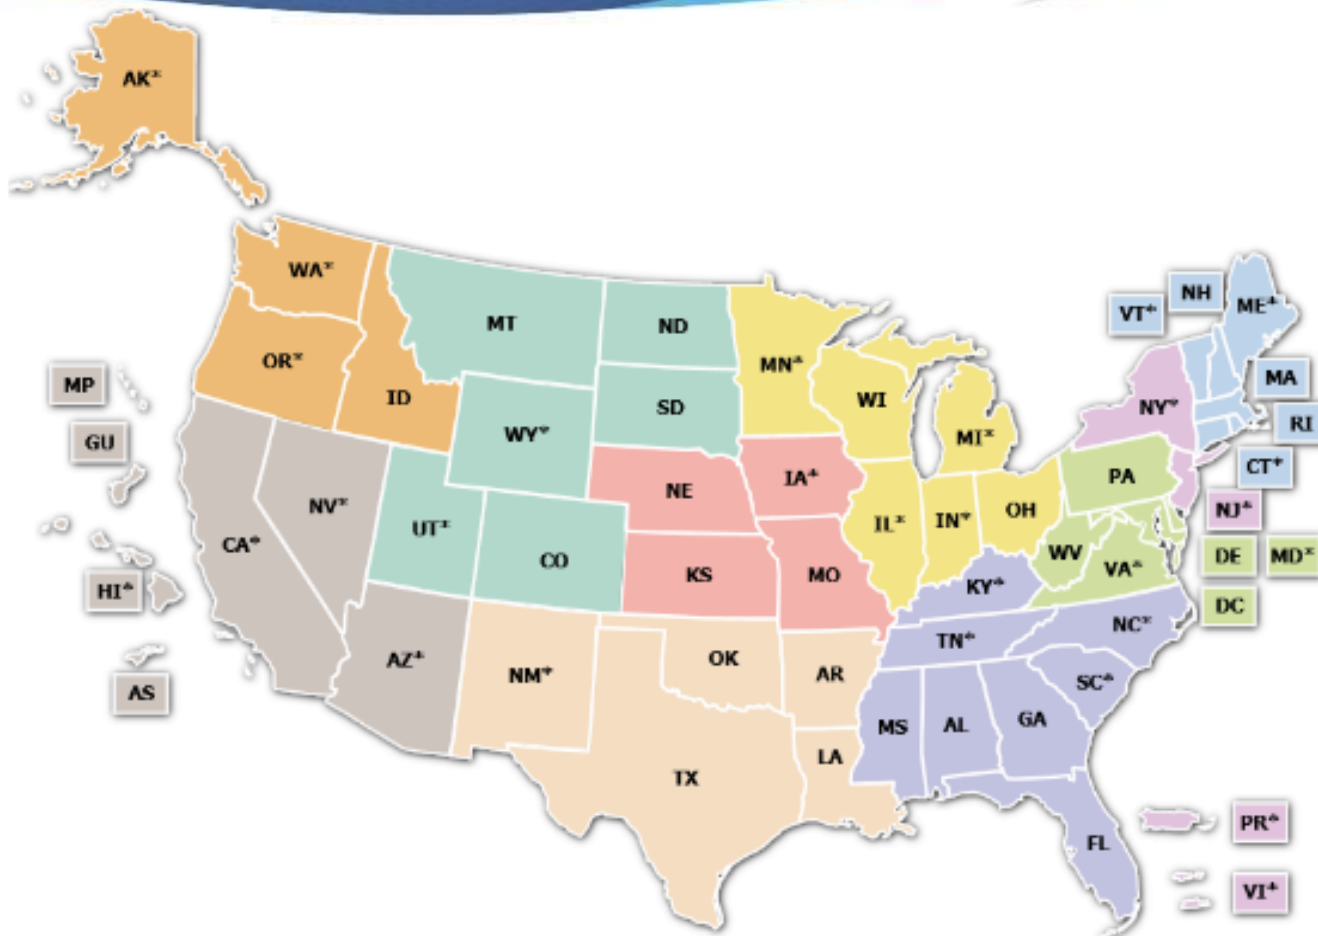 AK*
WA*
MT
ND
MN*
VT*
NH
ME*
OR*
ID
WY*
SD
WI
MI*
NY*
MA
RI
MP
GU
NV*
UT*
CO
NE
IA*
IL*
IN*
OH
PA
CT*
NJ*
CA*
HI*
KS
MO
KY*
WV
VA*
DE
MD*
DC
AS
AZ*
NM*
OK
AR
TN*
NC*
SC*
TX
LA
MS
AL
GA
FL
PR*
VI*